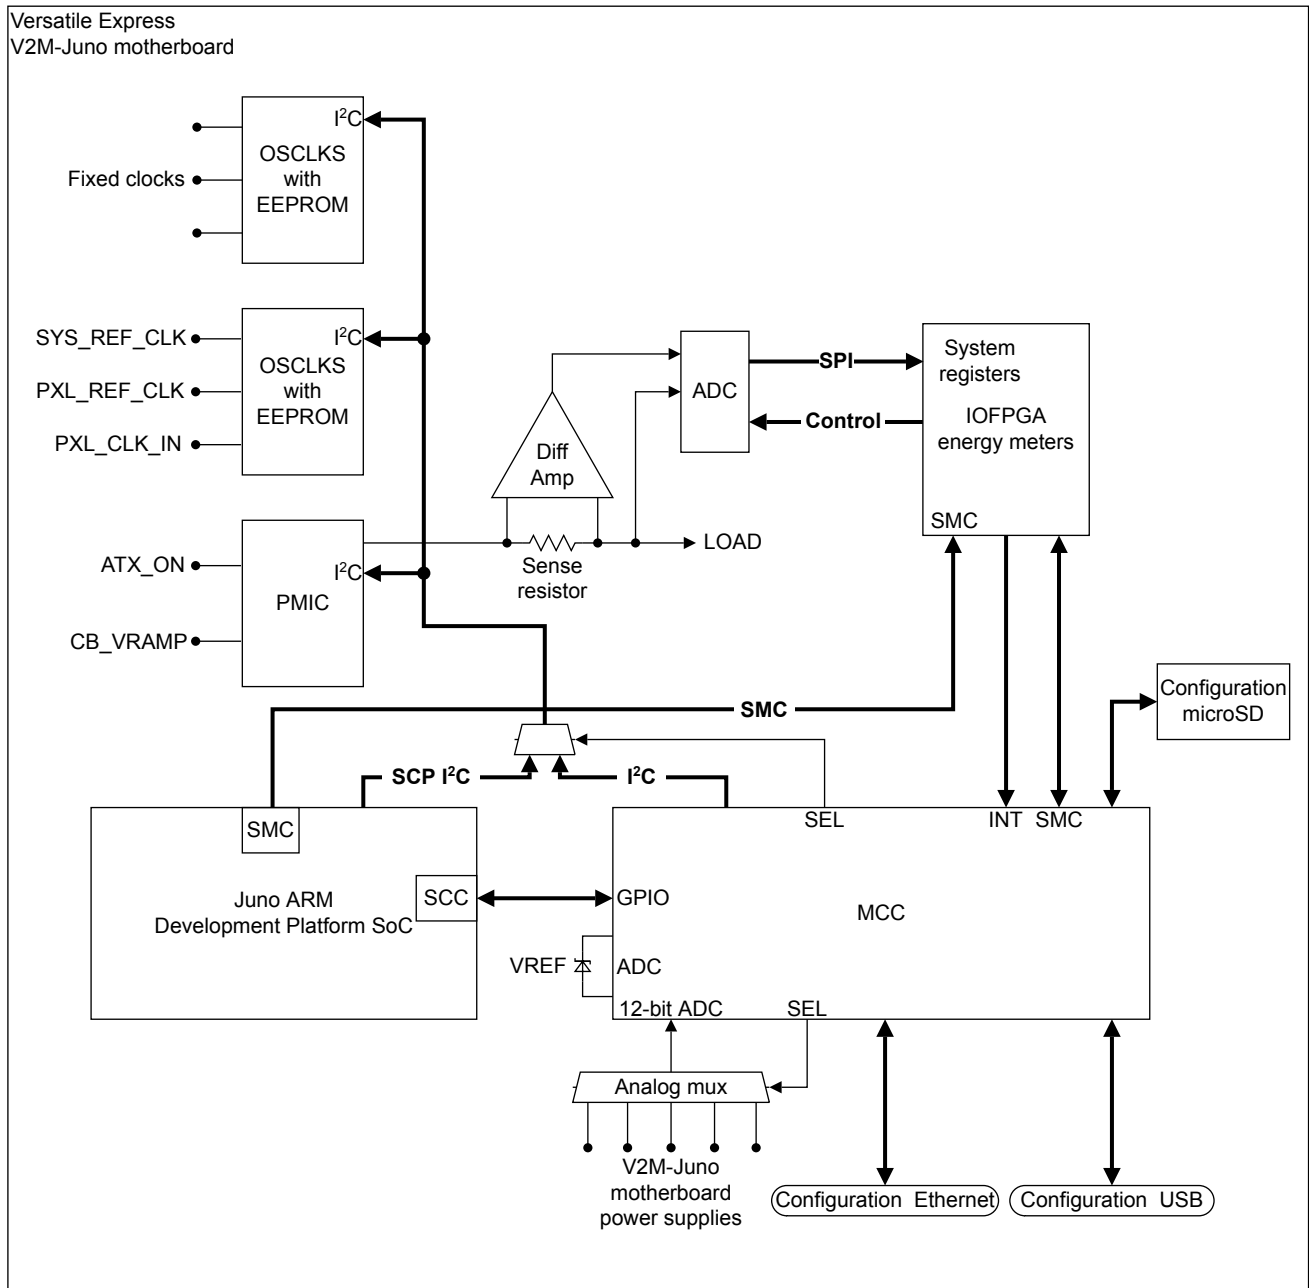 Versatile Express
V2M-Juno motherboard
I²C
OSCLKS
with
EEPROM
Fixed clocks
I²C
OSCLKS
with
EEPROM
SYS_REF_CLK
PXL_REF_CLK
PXL_CLK_IN
ADC
SPI
Control
System
registers
IOFPGA
energy meters
SMC
Diff
Amp
LOAD
Sense
resistor
I²C
PMIC
ATX_ON
CB_VRAMP
Configuration
microSD
SMC
SCP I²C
I²C
SMC
Juno ARM
Development Platform SoC
SCC
SEL
INT
SMC
GPIO
MCC
VREF
ADC
12-bit ADC
SEL
Analog mux
V2M-Juno
motherboard
power supplies
Configuration Ethernet
Configuration USB